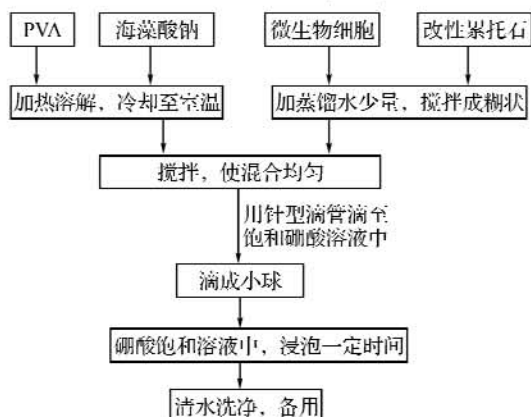 PVA
海藻酸钠
微生物细胞
改性累托石
加热溶解，冷却至室温
加蒸馏水少量，搅拌成糊状
搅拌，使混合均匀
用针型滴管滴至
饱和硼酸溶液中
滴成小球
硼酸饱和溶液中，浸泡一定时间
清水洗净，备用